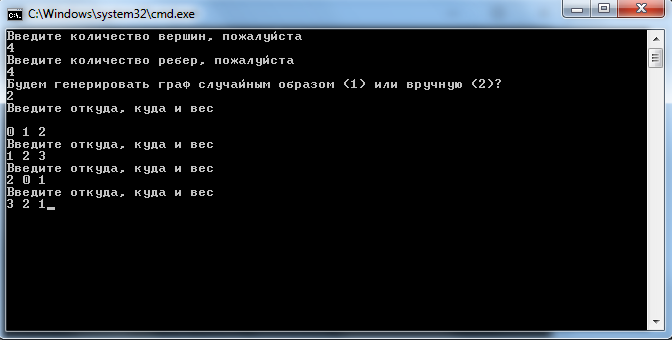 C:\Windows\system32\cmd.exe
Введите количество вершин, пожалуйста
4
Введите количество ребер, пожалуйста
4
Будем генерировать граф случайным образом (1) или вручную (2)?
2
Введите откуда, куда и вес
0 1 2
Введите откуда, куда и вес
1 2 3
Введите откуда, куда и вес
2 0 1
Введите откуда, куда и вес
3 2 1